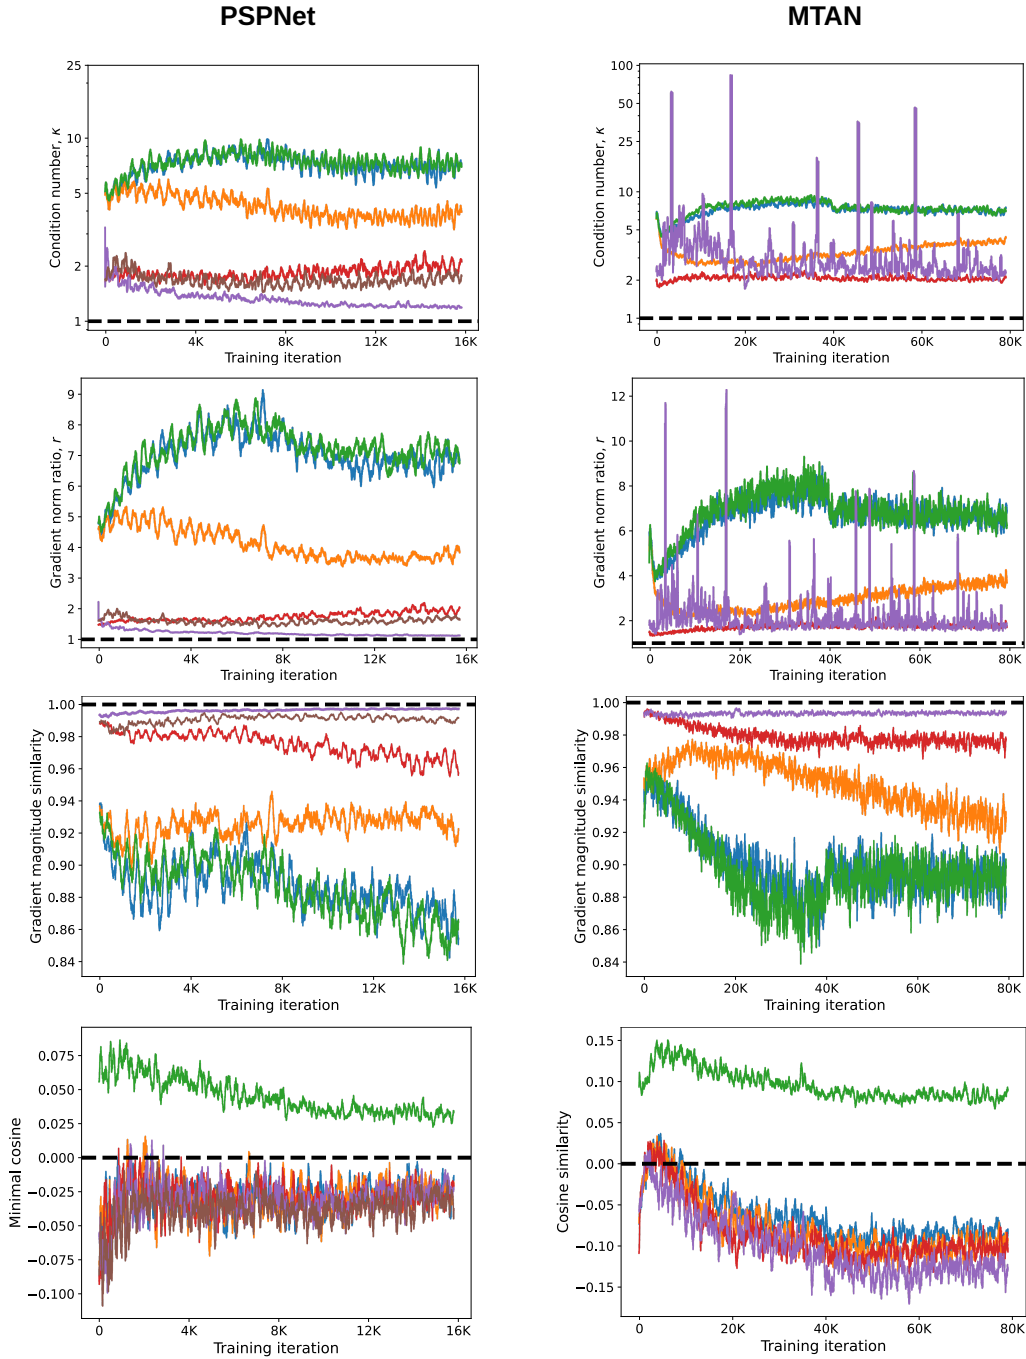 PSPNet
MTAN
25
10
5
2
1
Condition number, κ
0
4K
8K
12K
16K
Training iteration
100
50
25
10
5
2
1
Condition number, κ
0
20K
40K
60K
80K
Training iteration
9
8
7
6
5
4
3
2
1
Gradient norm ratio, r
0
4K
8K
12K
16K
Training iteration
12
10
8
6
4
2
Gradient norm ratio, r
0
20K
40K
60K
80K
Training iteration
1.00
0.98
0.96
0.94
0.92
0.90
0.88
0.86
0.84
Gradient magnitude similarity
0
4K
8K
12K
16K
Training iteration
1.00
0.98
0.96
0.94
0.92
0.90
0.88
0.86
0.84
Gradient magnitude similarity
0
20K
40K
60K
80K
Training iteration
0.075
0.050
0.025
0.000
−0.025
−0.050
−0.075
−0.100
Minimal cosine
0
4K
8K
12K
16K
Training iteration
0.15
0.10
0.05
0.00
−0.05
−0.10
−0.15
Cosine similarity
0
20K
40K
60K
80K
Training iteration